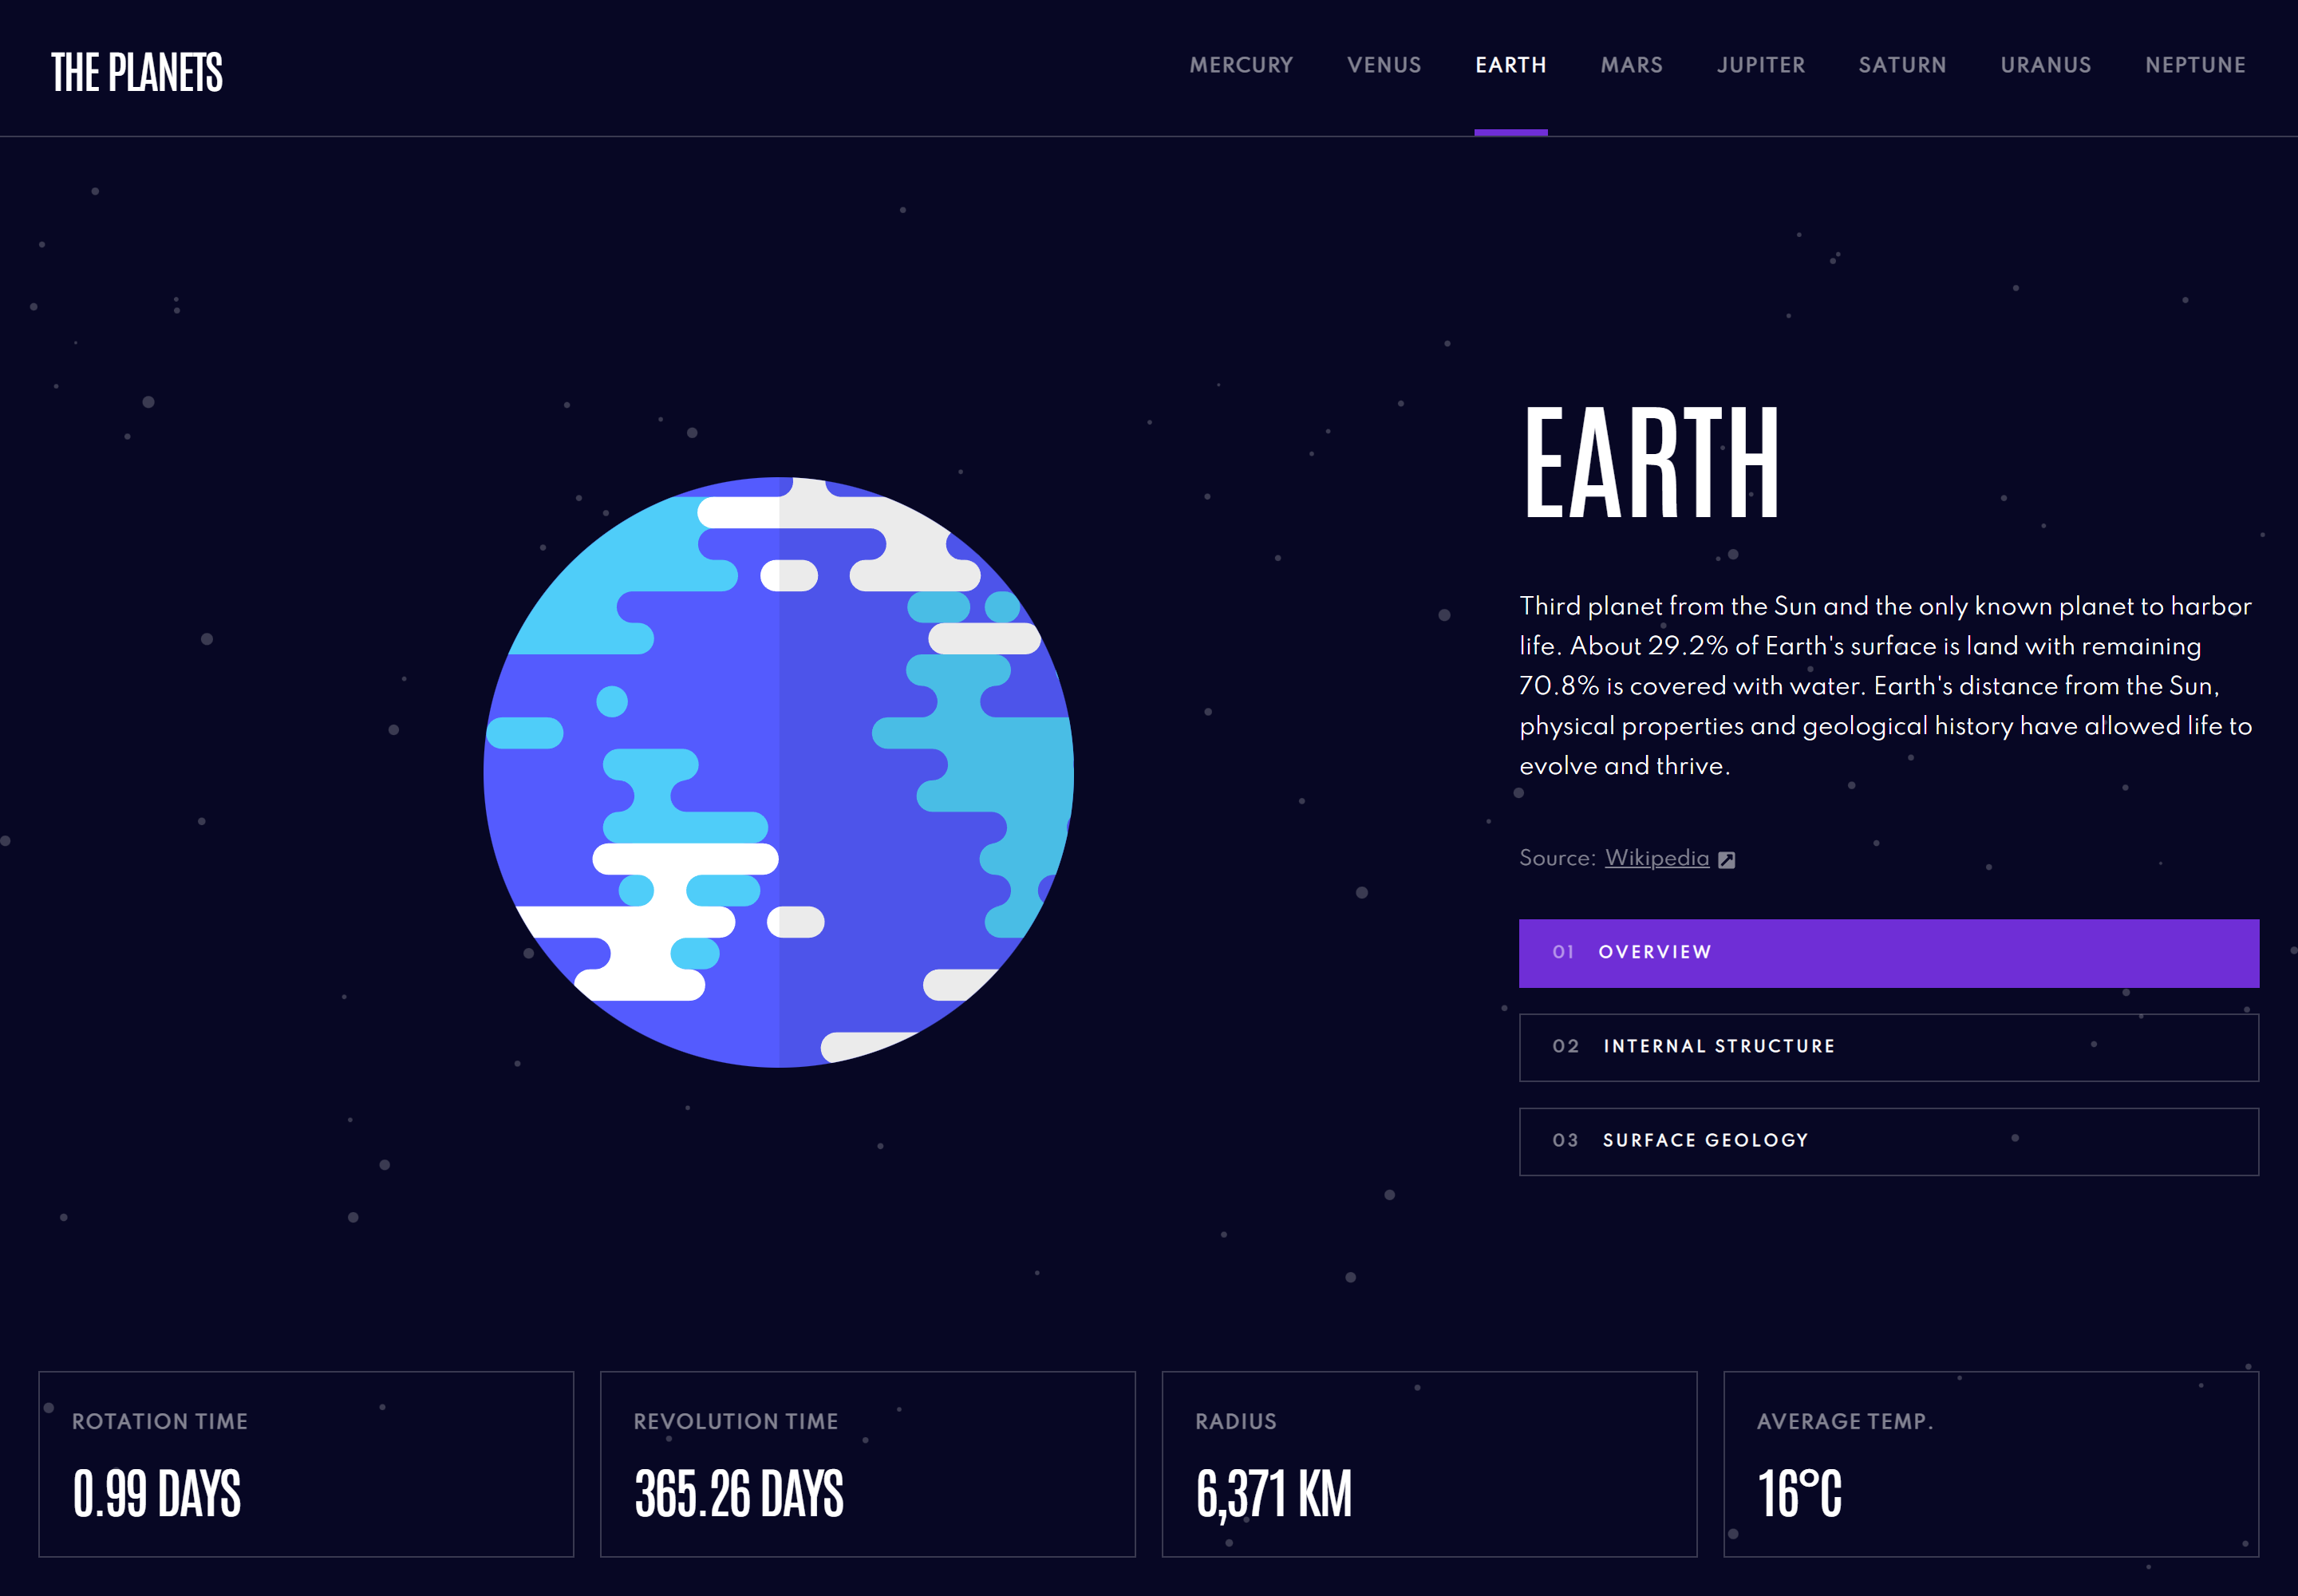 THE PLANETS
MERCURY VENUS EARTH MARS JUPITER SATURN URANUS NEPTUNE
EARTH
Third planet from the Sun and the only known planet to harbor
life. About 29.2% of Earth's surface is land with remaining
70.8% is covered with water. Earth's distance from the Sun,
physical properties and geological history have allowed life to
evolve and thrive.
Source: Wikipedia
01 OVERVIEW
02 INTERNAL STRUCTURE
03 SURFACE GEOLOGY
ROTATION TIME
0.99 DAYS
REVOLUTION TIME
365.26 DAYS
RADIUS
6,371 KM
AVERAGE TEMP.
16°C